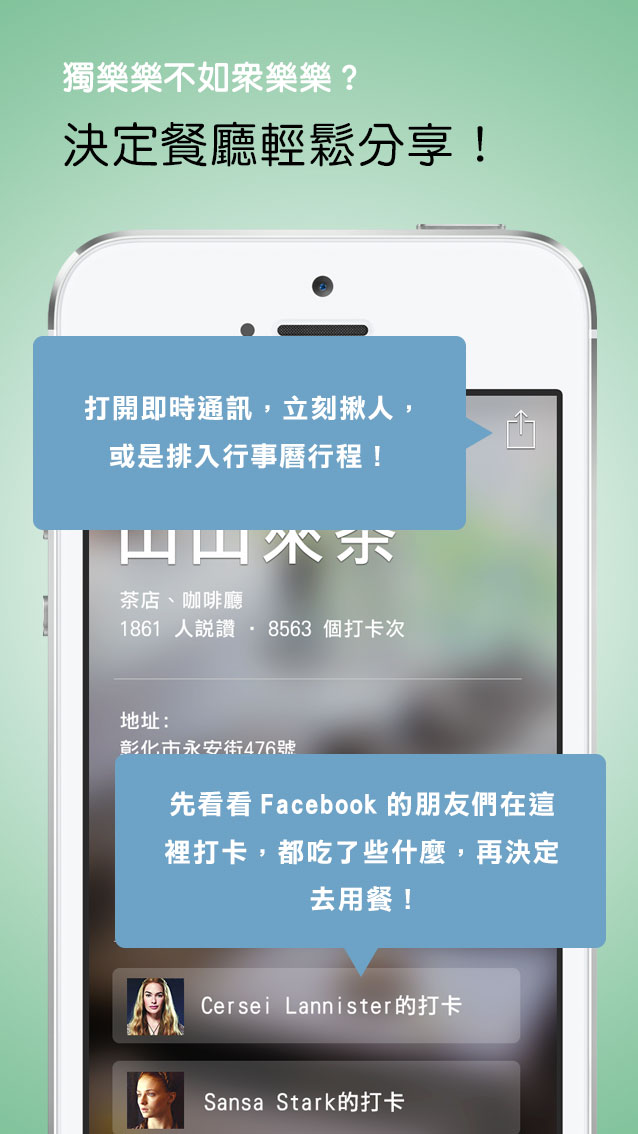 獨樂樂不如眾樂樂？
決定餐廳輕鬆分享！
打開即時通訊，立刻揪人，
或是排入行事曆行程！
山山來茶
茶店、咖啡廳
1861 人說讚 · 8563 個打卡次
地址:
彰化市永安街476號
先看看 Facebook 的朋友們在這
裡打卡，都吃了些什麼，再決定
去用餐！
Cersei Lannister的打卡
Sansa Stark的打卡